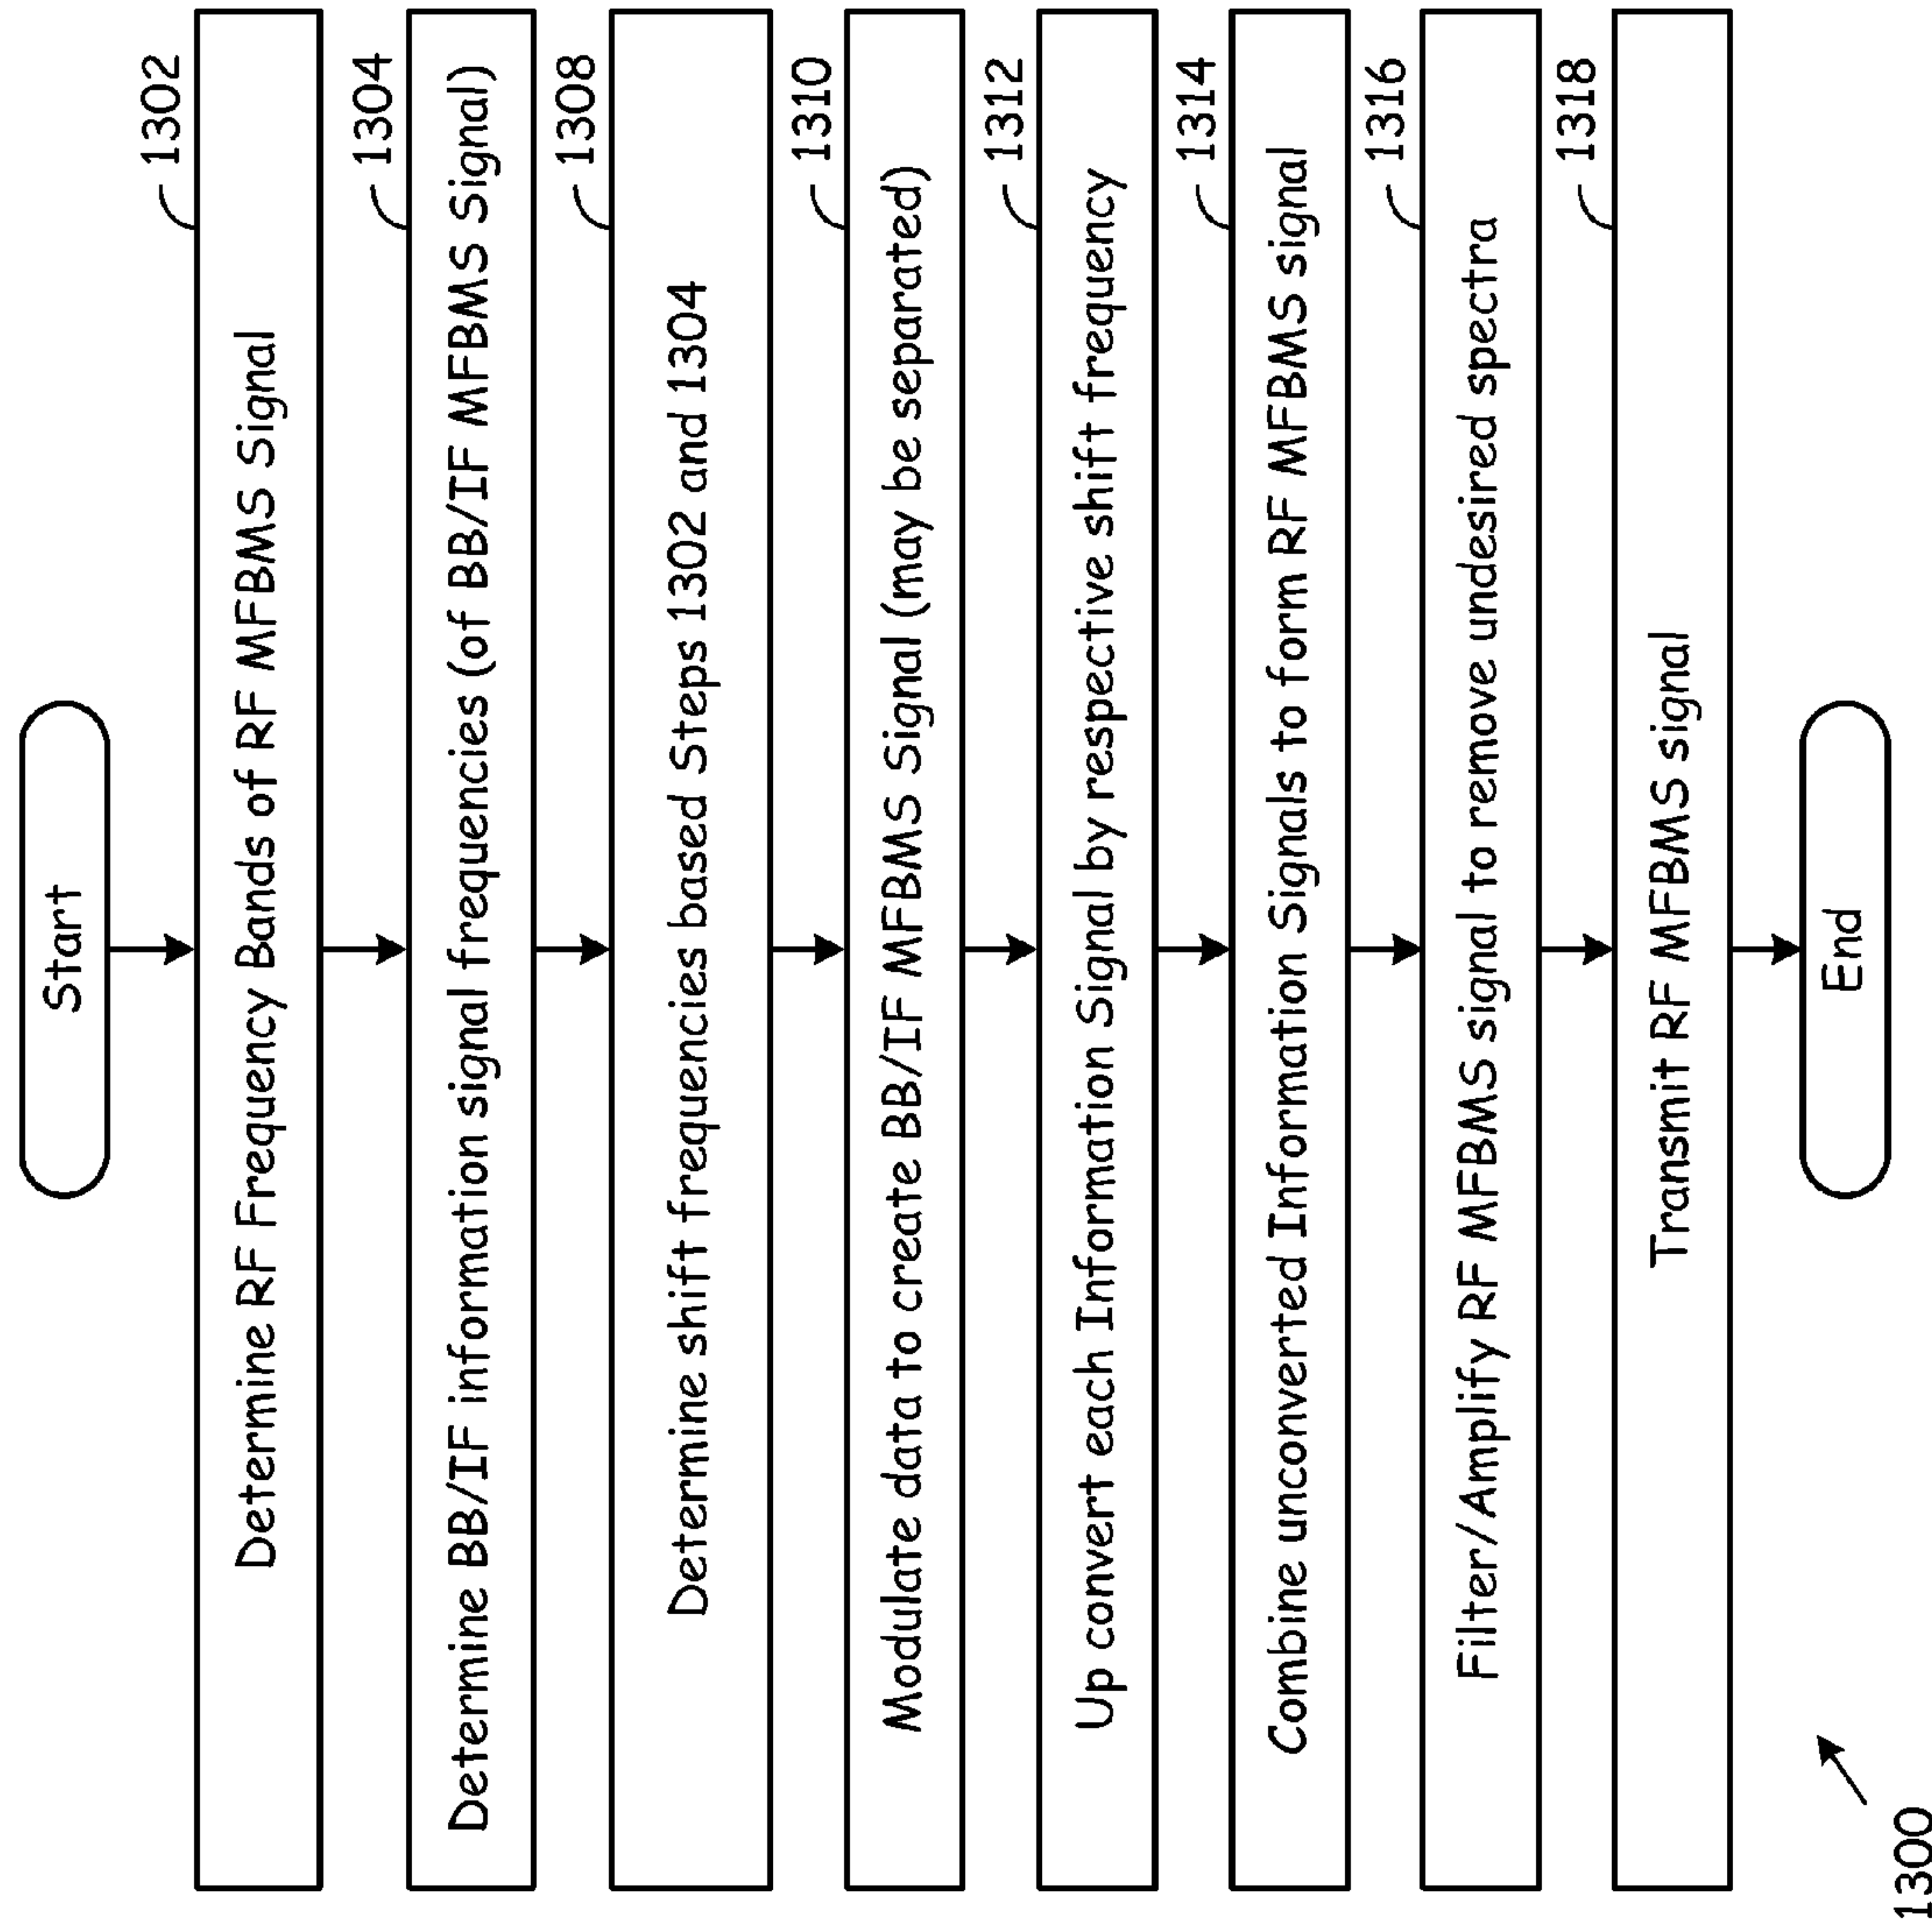 Start
1302
Determine RF Frequency Bands of RF MFBMS Signal
1304
Determine BB/IF information signal frequencies (of BB/IF MFBMS Signal)
1308
Determine shift frequencies based Steps 1302 and 1304
1310
Modulate data to create BB/IF MFBMS Signal (may be separated)
1312
Up convert each Information Signal by respective shift frequency
1314
Combine unconverted Information Signals to form RF MFBMS signal
1316
Filter/Amplify RF MFBMS signal to remove undesired spectra
1318
Transmit RF MFBMS signal
End
1300